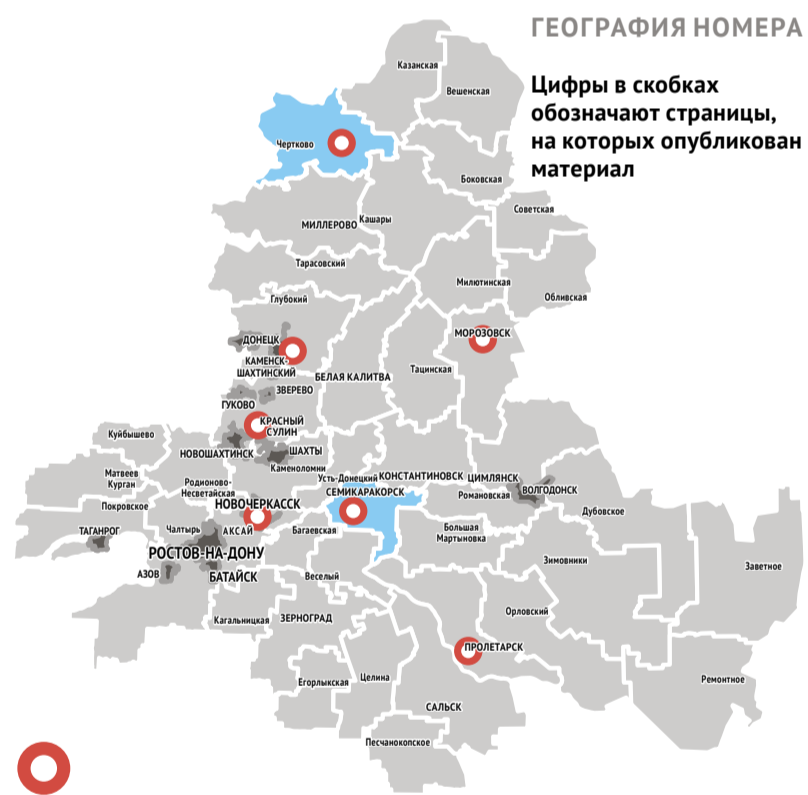 ГЕОГРАФИЯ НОМЕРА
Цифры в скобках
обозначают страницы,
на которых опубликован
материал
Казанская
Вешенская
Чертково
Боковская
Советская
Кашары
МИЛЛЕРОВО
Тарасовский
Милютинская
Обливская
Глубокий
МОРОЗОВСК
ДОНЕЦК
КАМЕНСК-
ШАХТИНСКИЙ
БЕЛАЯ КАЛИТВА
Тацинская
ЗВЕРЕВО
ГУКОВО
КРАСНЫЙ
СУЛИН
Куйбышево
НОВОШАХТИНСК
ШАХТЫ
Каменоломни
Матвеев
Курган
Родионово-
Несветайская
Усть-Донецкий
КОНСТАНТИНОВСК
ЦИМЛЯНСК
СЕМИКАРАКОРСК
Романовская
ВОЛГОДОНСК
Покровское
НОВОЧЕРКАССК
Дубовское
ТАГАНРОГ
Чалтырь
АКСАЙ
Багаевская
Большая
Мартыновка
РОСТОВ-НА-ДОНУ
Зимовники
Заветное
АЗОВ
БАТАЙСК
Веселый
Орловский
Кагальницкая
ЗЕРНОГРАД
ПРОЛЕТАРСК
Егорлыкская
Целина
Ремонтное
САЛЬСК
Песчанокопское